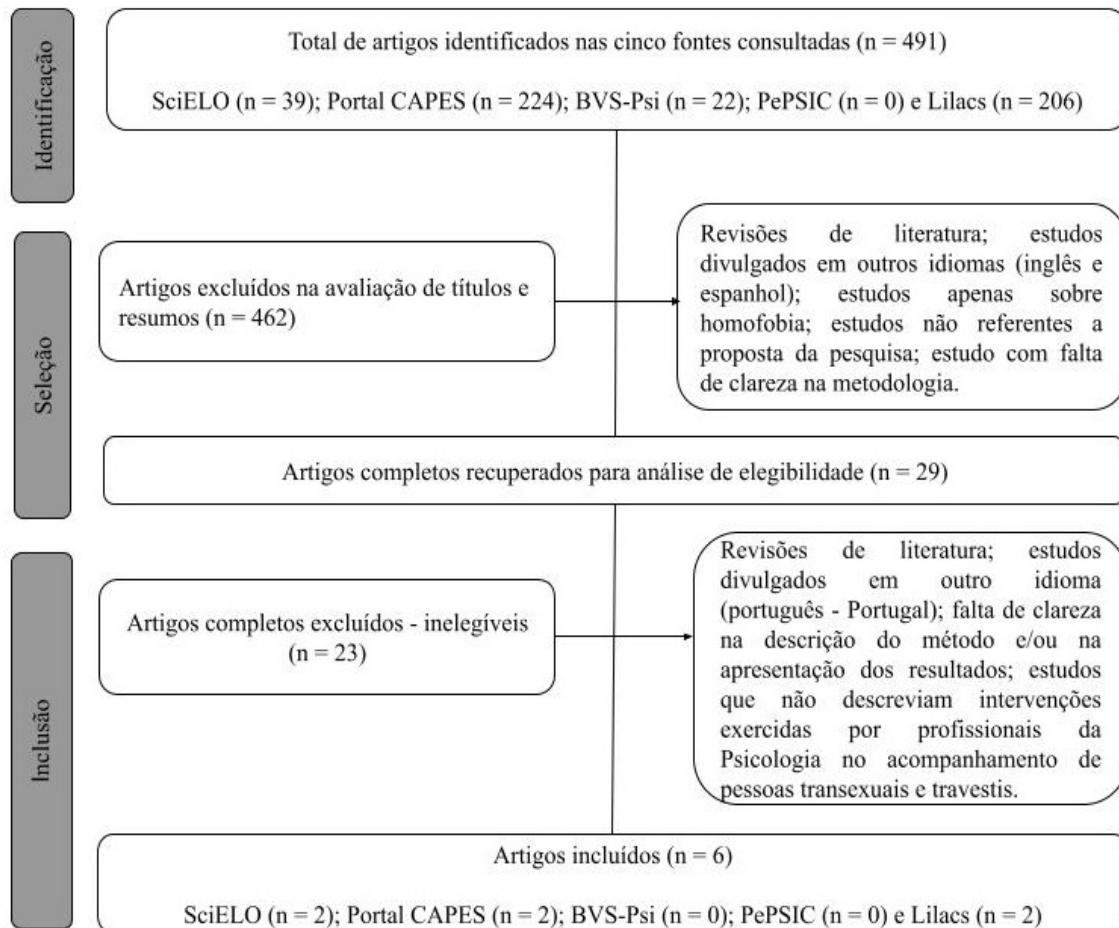 Identificação
Total de artigos identificados nas cinco fontes consultadas (n = 491)
SciELO (n = 39); Portal CAPES (n = 224); BVS-Psi (n = 22); PePSIC (n = 0) e Lilacs (n = 206)
Seleção
Artigos excluídos na avaliação de títulos e
resumos (n = 462)
Revisões de literatura; estudos
divulgados em outros idiomas (inglês e
espanhol); estudos apenas sobre
homofobia; estudos não referentes a
proposta da pesquisa; estudo com falta
de clareza na metodologia.
Artigos completos recuperados para análise de elegibilidade (n = 29)
Inclusão
Artigos completos excluídos - inelegíveis
(n = 23)
Revisões de literatura; estudos
divulgados em outro idioma
(português - Portugal); falta de clareza
na descrição do método e/ou na
apresentação dos resultados; estudos
que não descreviam intervenções
exercidas por profissionais da
Psicologia no acompanhamento de
pessoas transexuais e travestis.
Artigos incluídos (n = 6)
SciELO (n = 2); Portal CAPES (n = 2); BVS-Psi (n = 0); PePSIC (n = 0) e Lilacs (n = 2)